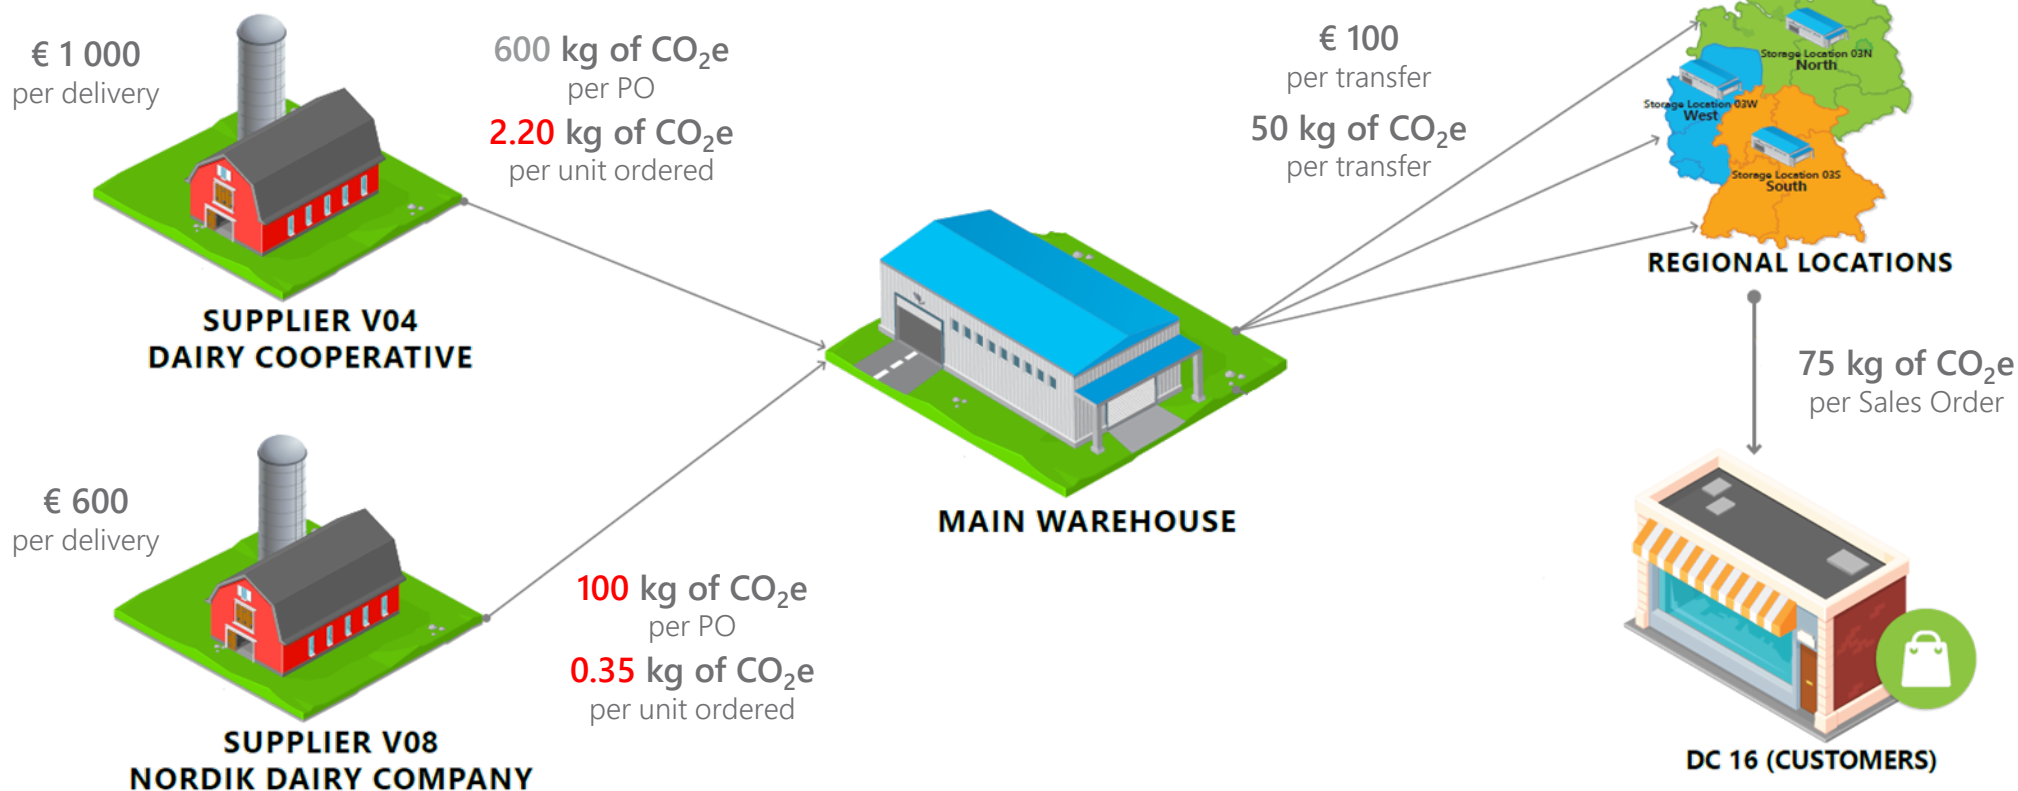 € 1 000
per delivery
600 kg of CO₂e
per PO
2.20 kg of CO₂e
per unit ordered
SUPPLIER V04
DAIRY COOPERATIVE
€ 600
per delivery
100 kg of CO₂e
per PO
0.35 kg of CO₂e
per unit ordered
SUPPLIER V08
NORDIK DAIRY COMPANY
MAIN WAREHOUSE
€ 100
per transfer
50 kg of CO₂e
per transfer
Storage Location 03N
North
Storage Location 03W
West
Storage Location 03S
South
REGIONAL LOCATIONS
75 kg of CO₂e
per Sales Order
DC 16 (CUSTOMERS)